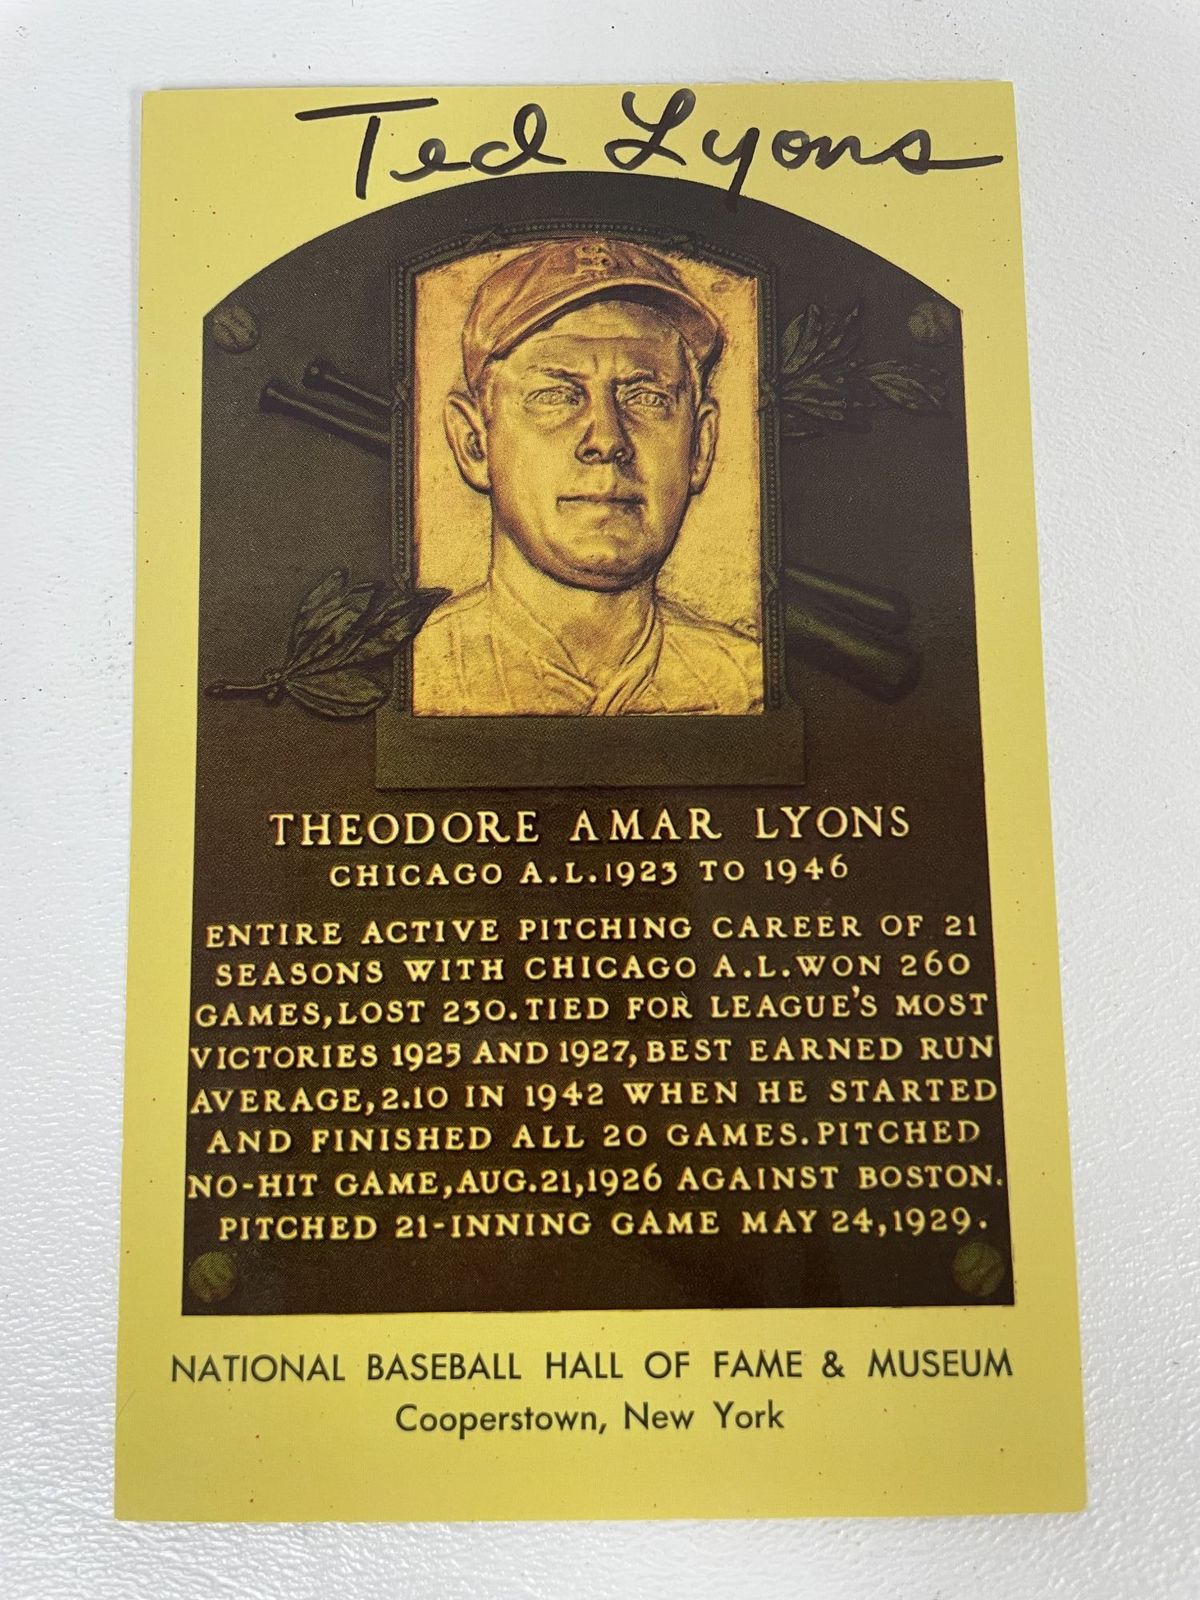 Ted Lyons
THEODORE AMAR LYONS
CHICAGO A.L.1923 TO 1946
ENTIRE ACTIVE PITCHING CAREER OF 21
SEASONS WITH CHICAGO A.L.WON 260
GAMES,LOST 230.TIED FOR LEAGUE'S MOST
VICTORIES 1925 AND 1927,BEST EARNED RUN
AVERAGE,2.10 IN 1942 WHEN HE STARTED
AND FINISHED ALL 20 GAMES.PITCHED
NO-HIT GAME,AUG.21,1926 AGAINST BOSTON.
PITCHED 21-INNING GAME MAY 24,1929.
NATIONAL BASEBALL HALL OF FAME & MUSEUM
Cooperstown, New York